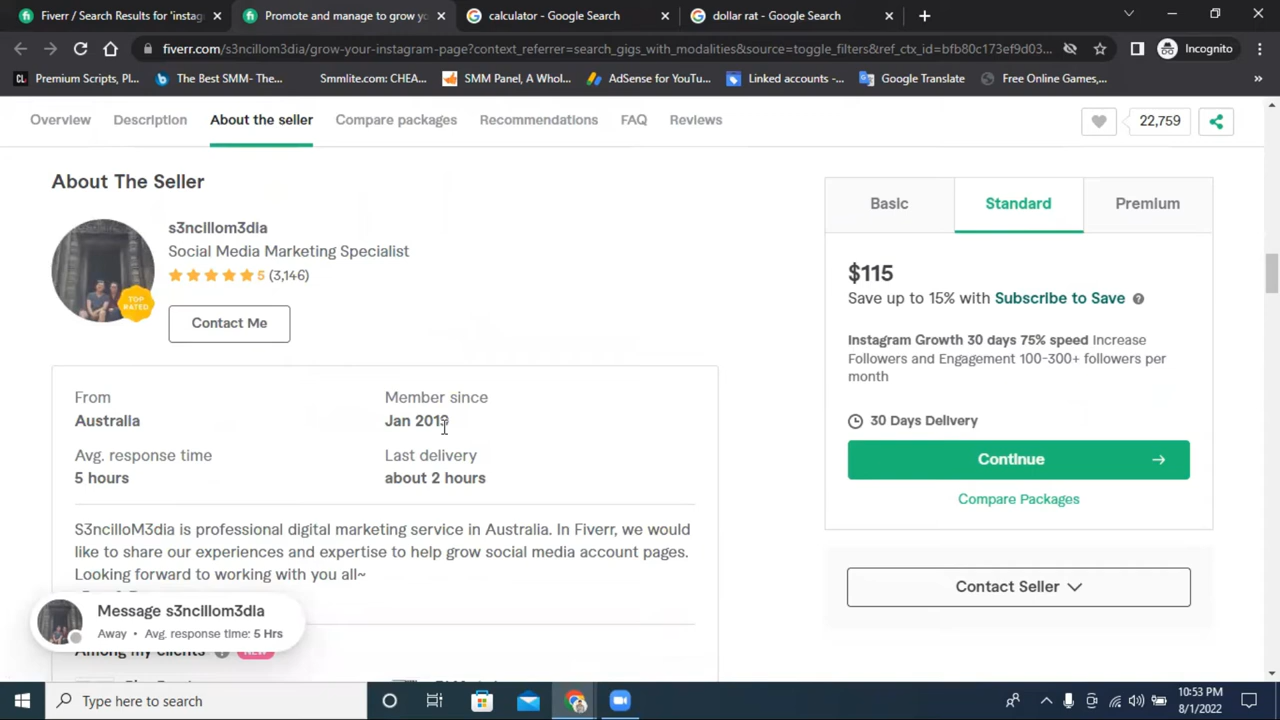 Fiverr / Search Results for 'instag
Promote and manage to grow yo
calculator - Google Search
dollar rat - Google Search
fiverr.com/s3ncillom3dia/grow-your-instagram-page?context_referrer=search_gigs_with_modalities&source=toggle_filters&ref_ctx_id=bfb80c173ef9d03...
Incognito
Premium Scripts, Pl...
The Best SMM- The...
Smmlite.com: CHEA...
SMM Panel, A Whol...
AdSense for YouTu...
Linked accounts -...
Google Translate
Free Online Games,...
Overview
Description
About the seller
Compare packages
Recommendations
FAQ
Reviews
22,759
About The Seller
s3ncillom3dia
Social Media Marketing Specialist
5 (3,146)
TOP RATED
Contact Me
From
Australia
Member since
Jan 2018
Avg. response time
5 hours
Last delivery
about 2 hours
S3ncilloM3dia is professional digital marketing service in Australia. In Fiverr, we would
like to share our experiences and expertise to help grow social media account pages.
Looking forward to working with you all~
Among my clients
NEW
Message s3ncillom3dia
Away • Avg. response time: 5 Hrs
Basic
Standard
Premium
$115
Save up to 15% with Subscribe to Save
Instagram Growth 30 days 75% speed Increase
Followers and Engagement 100-300+ followers per
month
30 Days Delivery
Continue
Compare Packages
Contact Seller
Type here to search
10:53 PM
8/1/2022